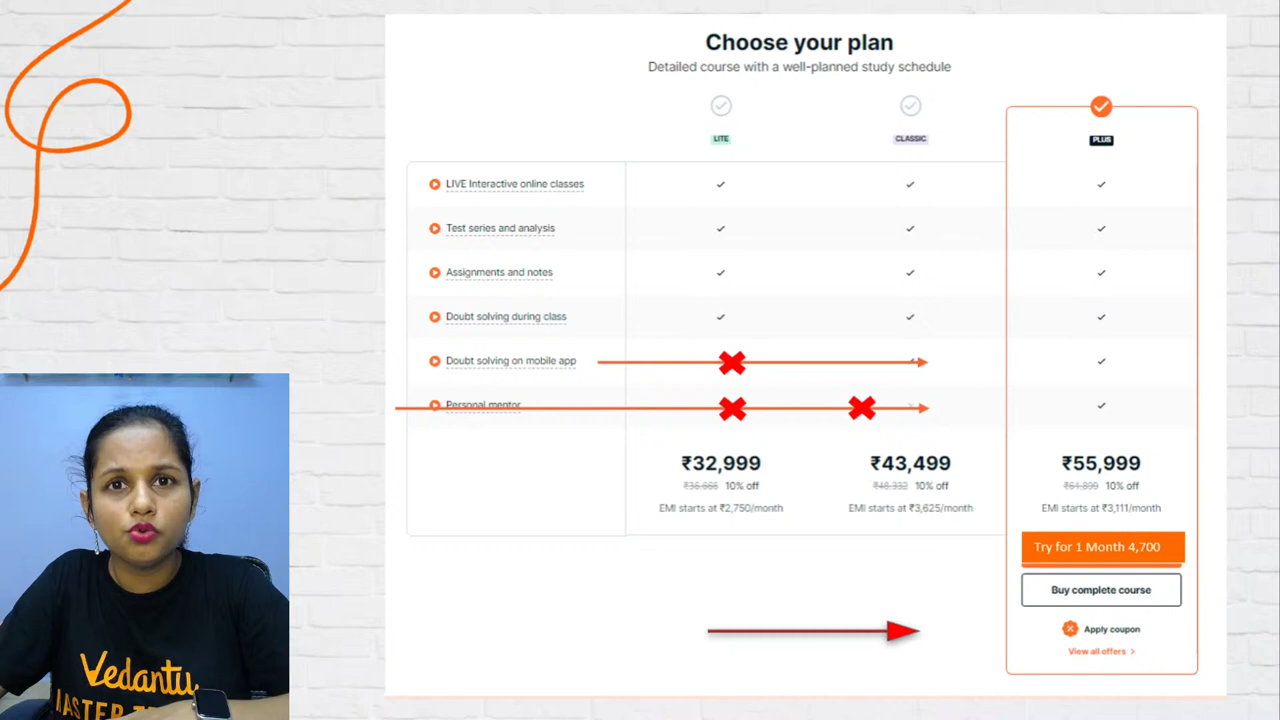 Choose your plan
Detailed course with a well-planned study schedule
LITE CLASSIC PLUS
LIVE Interactive online classes
Test series and analysis
Assignments and notes
Doubt solving during class
Doubt solving on mobile app
Personal mentor
₹32,999 ₹43,499 ₹55,999
10% off ₹48,332 10% off 10% off
EMI starts at ₹2,750/month EMI starts at ₹3,625/month EMI starts at ₹3,111/month
Try for 1 Month 4,700
Buy complete course
Apply coupon
View all offers >
Vedantu
MASTER